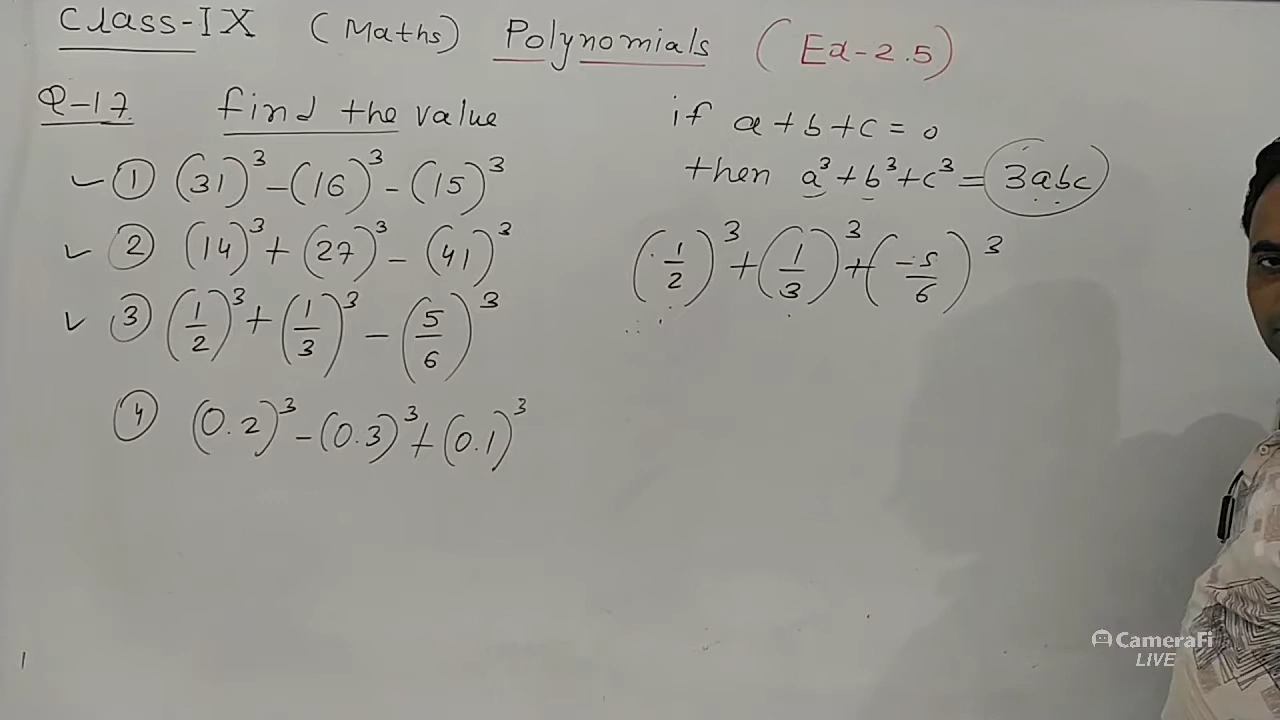 Class-IX (Maths) Polynomials (Ex-2.5)
Q-17 find the value
① (31)³ – (16)³ – (15)³
② (14)³ + (27)³ – (41)³
③ (1/2)³ + (1/3)³ – (5/6)³
④ (0.2)³ – (0.3)³ + (0.1)³
if a+b+c = 0
then a³+b³+c³ = 3abc
(1/2)³ + (1/3)³ + (-5/6)³
CameraFi
LIVE